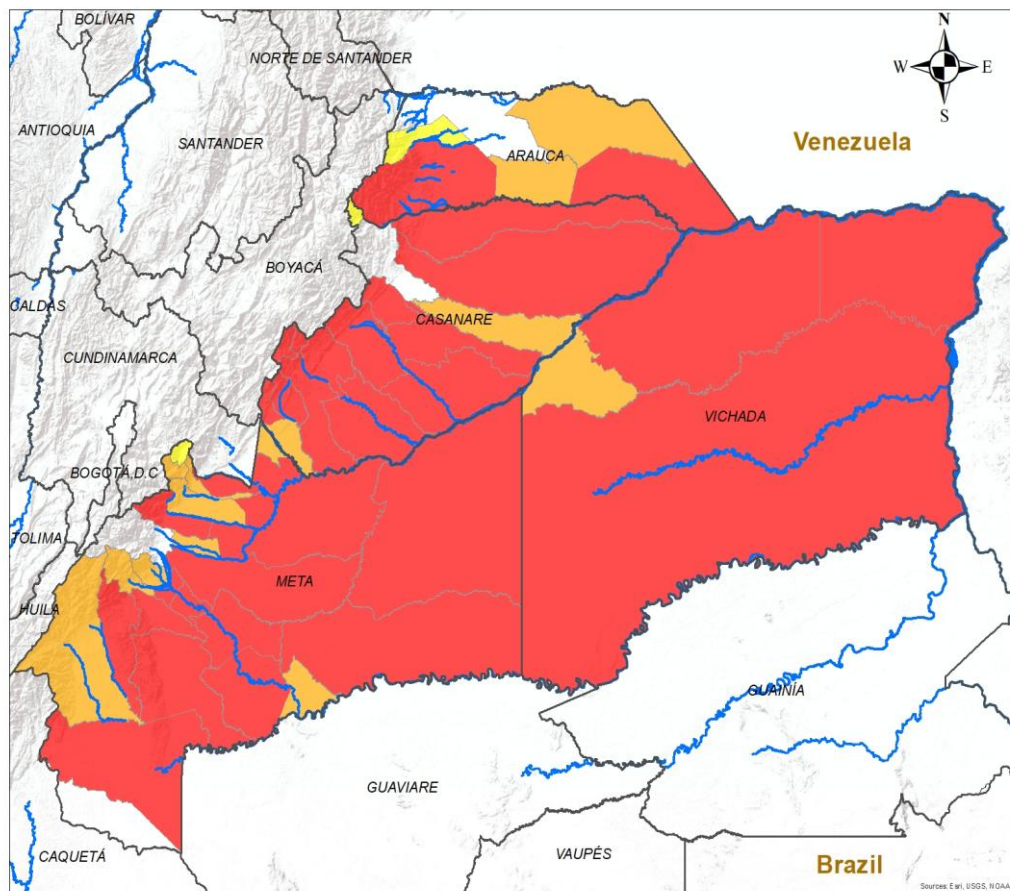 BOLÍVAR
NORTE DE SANTANDER
N
W
E
S
ANTIOQUIA
SANTANDER
ARAUCA
Venezuela
BOYACÁ
CALDAS
CASANARE
CUNDINAMARCA
VICHADA
BOGOTÁ D.C
TOLIMA
META
HUILA
GUAINÍA
GUAVIARE
CAQUETÁ
VAUPÉS
Brazil
Sources: Esri, USGS, NOAA